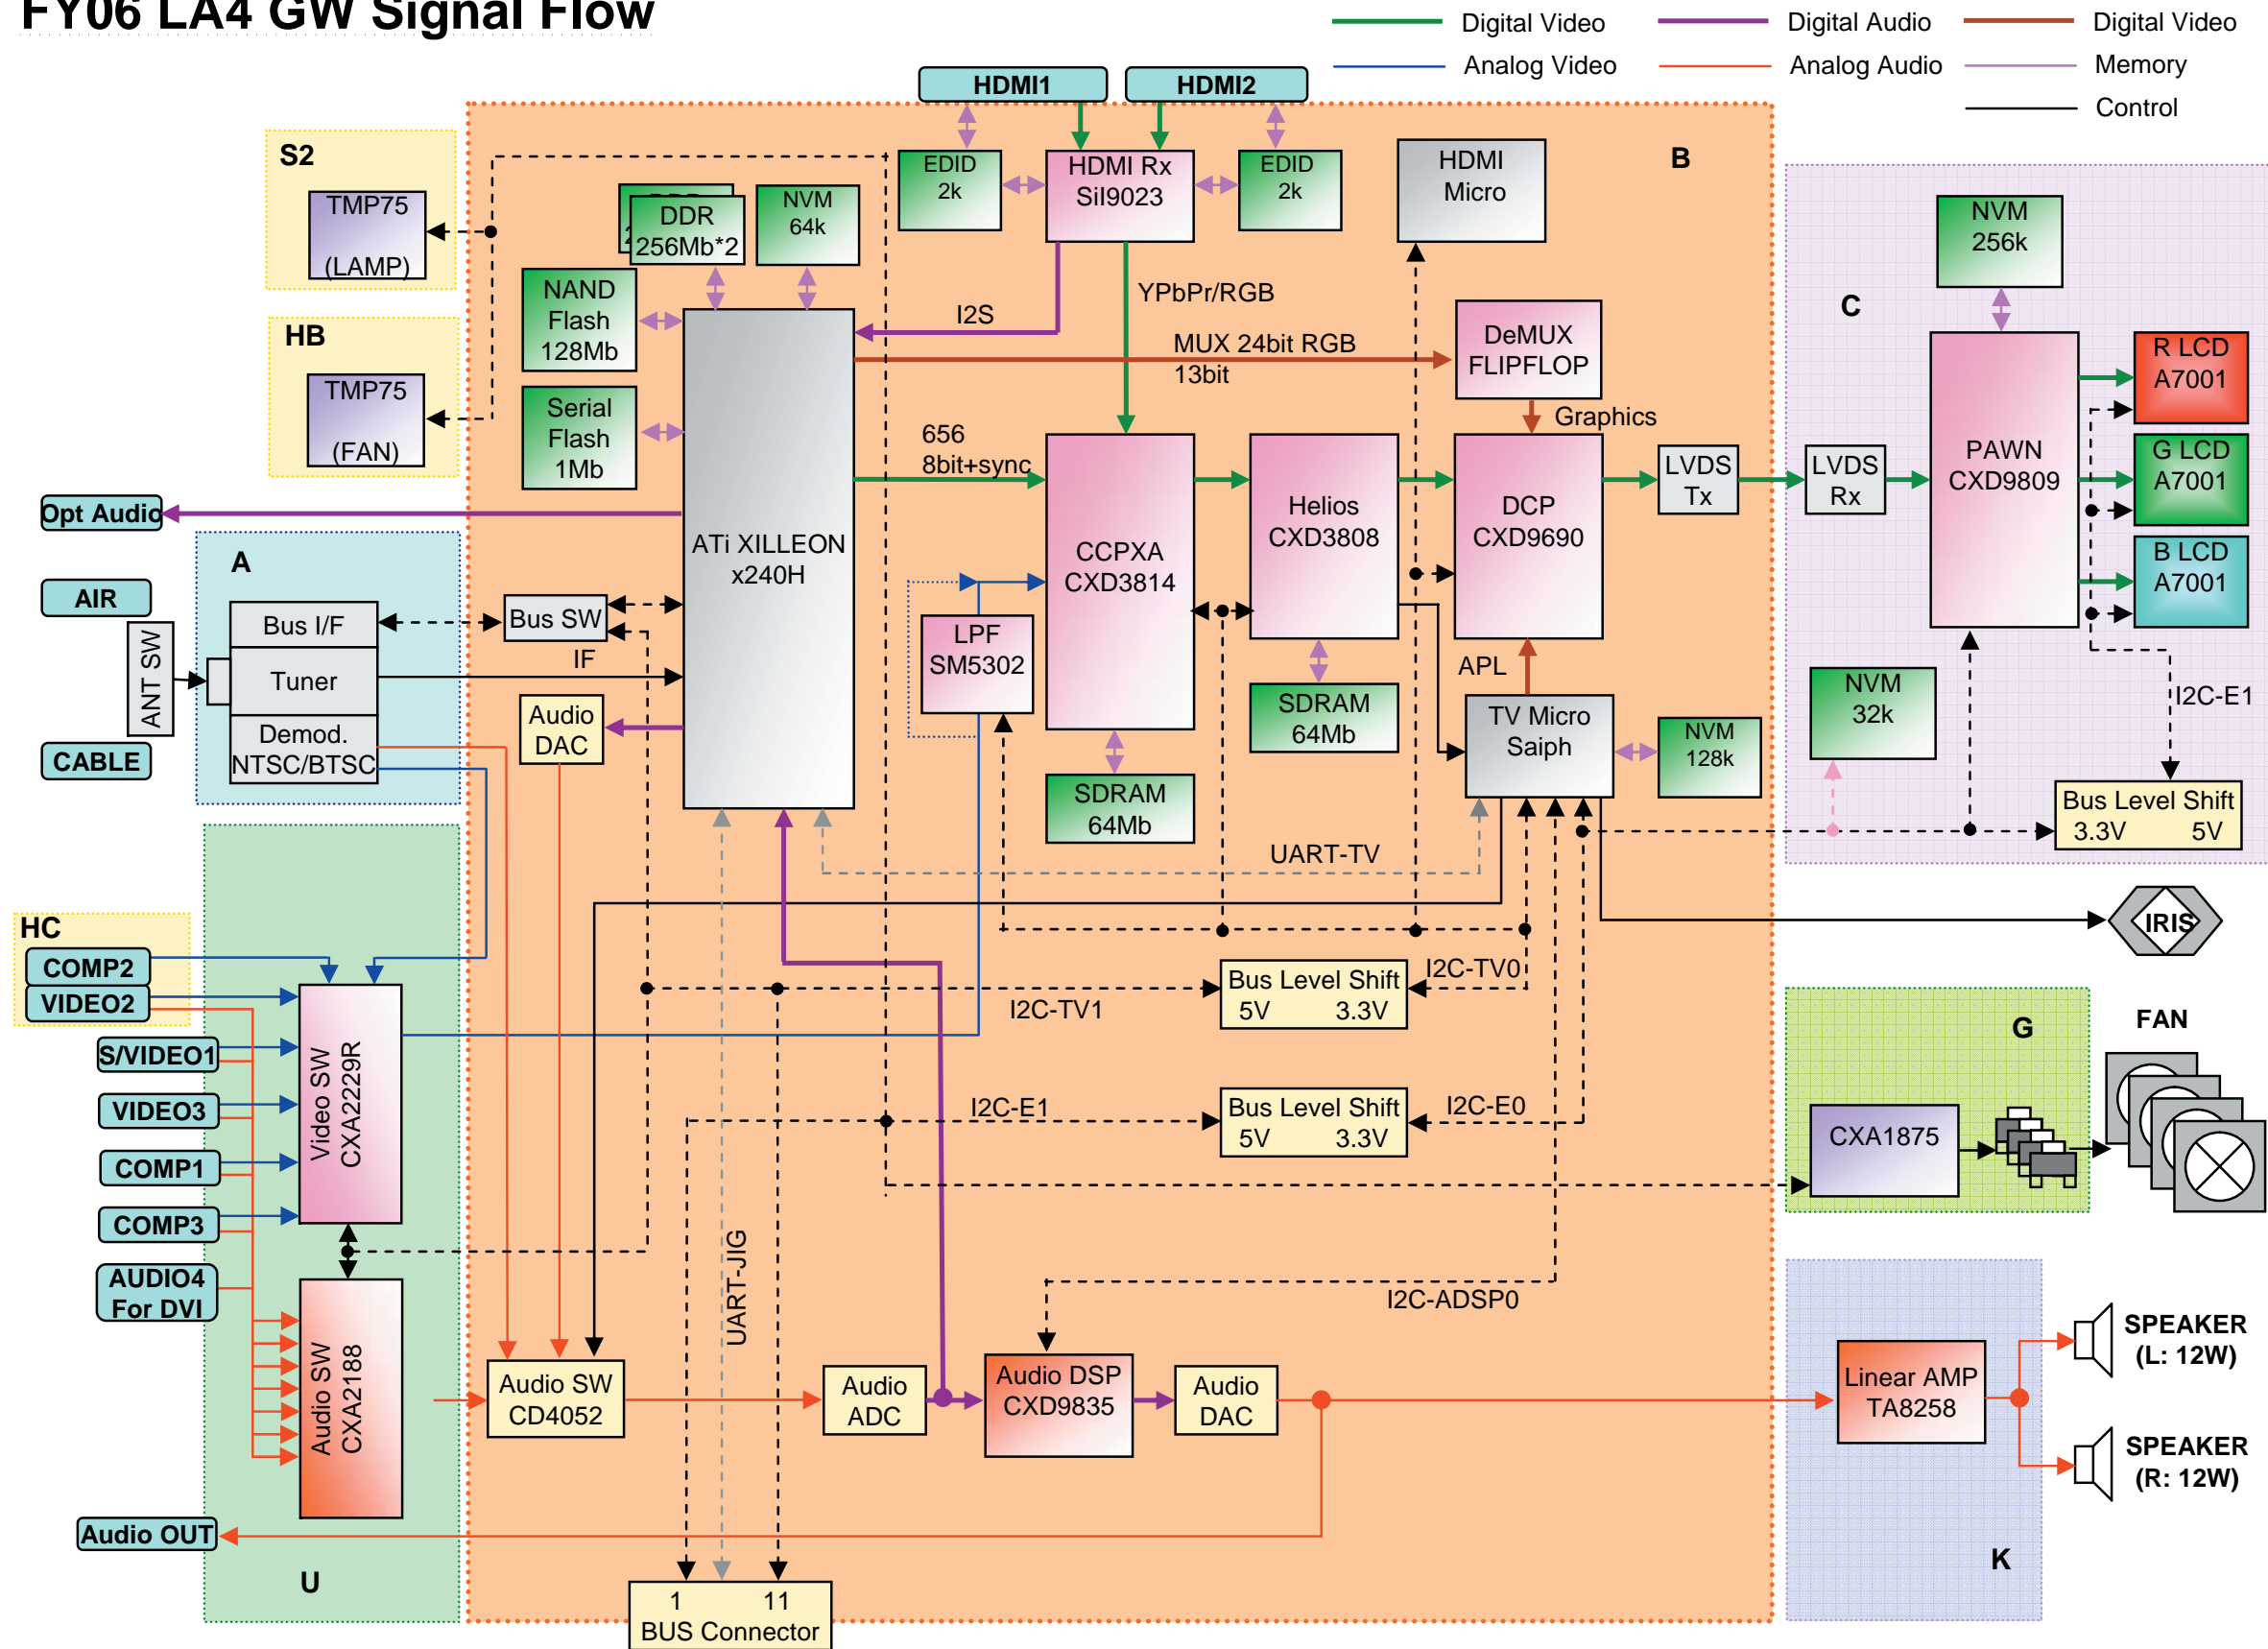 FY06 LA4 GW Signal Flow
Digital Video
Digital Audio
Digital Video
Analog Video
Analog Audio
Memory
Control
HDMI1
HDMI2
S2
TMP75
(LAMP)
HB
TMP75
(FAN)
B
EDID
2k
HDMI Rx
SiI9023
EDID
2k
HDMI
Micro
DDR
256Mb*2
NVM
64k
NAND
Flash
128Mb
Serial
Flash
1Mb
I2S
YPbPr/RGB
MUX 24bit RGB
13bit
DeMUX
FLIPFLOP
Graphics
656
8bit+sync
ATi XILLEON
x240H
CCPXA
CXD3814
Helios
CXD3808
DCP
CXD9690
LVDS
Tx
LVDS
Rx
C
NVM
256k
PAWN
CXD9809
R LCD
A7001
G LCD
A7001
B LCD
A7001
NVM
32k
I2C-E1
Bus Level Shift
3.3V 5V
Opt Audio
A
AIR
ANT SW
CABLE
Bus I/F
Tuner
Demod.
NTSC/BTSC
Bus SW
IF
Audio
DAC
LPF
SM5302
SDRAM
64Mb
SDRAM
64Mb
APL
TV Micro
Saiph
NVM
128k
UART-TV
IRIS
HC
COMP2
VIDEO2
S/VIDEO1
VIDEO3
COMP1
COMP3
AUDIO4
For DVI
Video SW
CXA2229R
Audio SW
CXA2188
Audio OUT
U
I2C-TV1
Bus Level Shift
5V 3.3V
I2C-TV0
I2C-E1
Bus Level Shift
5V 3.3V
I2C-E0
UART-JIG
I2C-ADSP0
Audio SW
CD4052
Audio
ADC
Audio DSP
CXD9835
Audio
DAC
1 11
BUS Connector
G
FAN
CXA1875
Linear AMP
TA8258
SPEAKER
(L: 12W)
SPEAKER
(R: 12W)
K